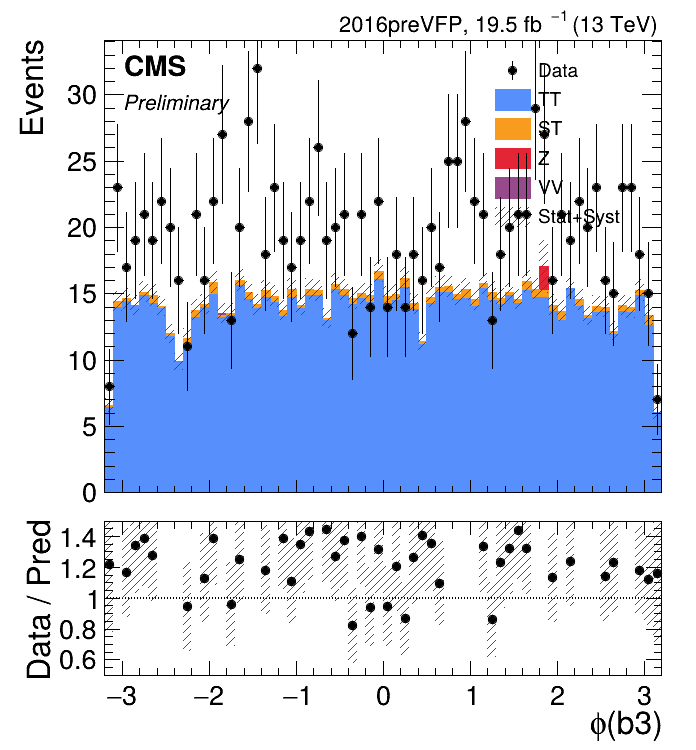 2016preVFP, 19.5 fb⁻¹ (13 TeV)
CMS
Preliminary
Data
TT
ST
Z
VV
Stat+Syst
Events
30
25
20
15
10
5
0
Data / Pred
1.4
1.2
1
0.8
0.6
−3 −2 −1 0 1 2 3
ϕ(b3)